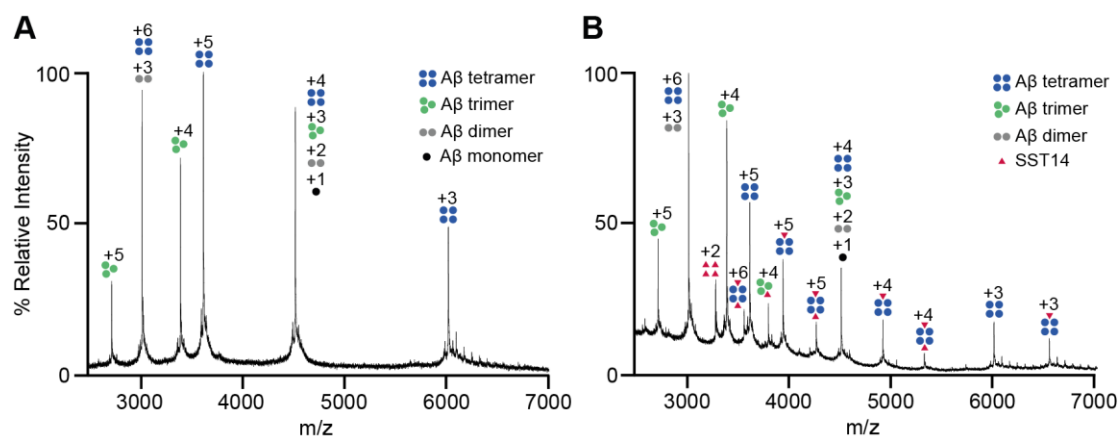 A
% Relative Intensity
100
50
0
+5
+6
+3
+4
+5
+4
+3
+2
+1
+3
Aβ tetramer
Aβ trimer
Aβ dimer
Aβ monomer
3000 4000 5000 6000 7000
m/z
B
100
50
0
+5
+6
+3
+2
+4
+6
+5
+4
+5
+5
+4
+3
+2
+1
+4
+4
+3
+3
Aβ tetramer
Aβ trimer
Aβ dimer
SST14
3000 4000 5000 6000 7000
m/z